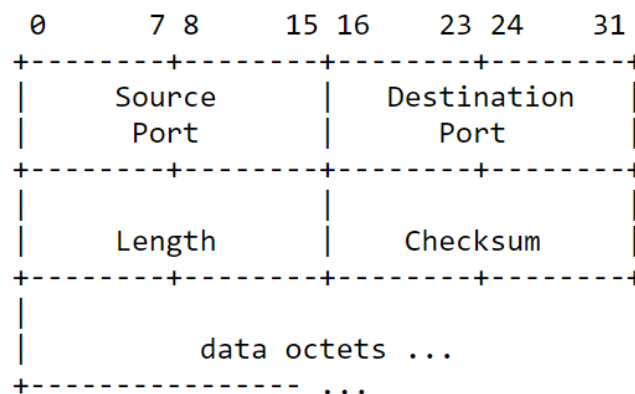 0 7 8 15 16 23 24 31
+--------+--------+--------+--------+
| Source | Destination |
| Port | Port |
+--------+--------+--------+--------+
| | |
| Length | Checksum |
+--------+--------+--------+--------+
|
| data octets ...
+---------------- ...